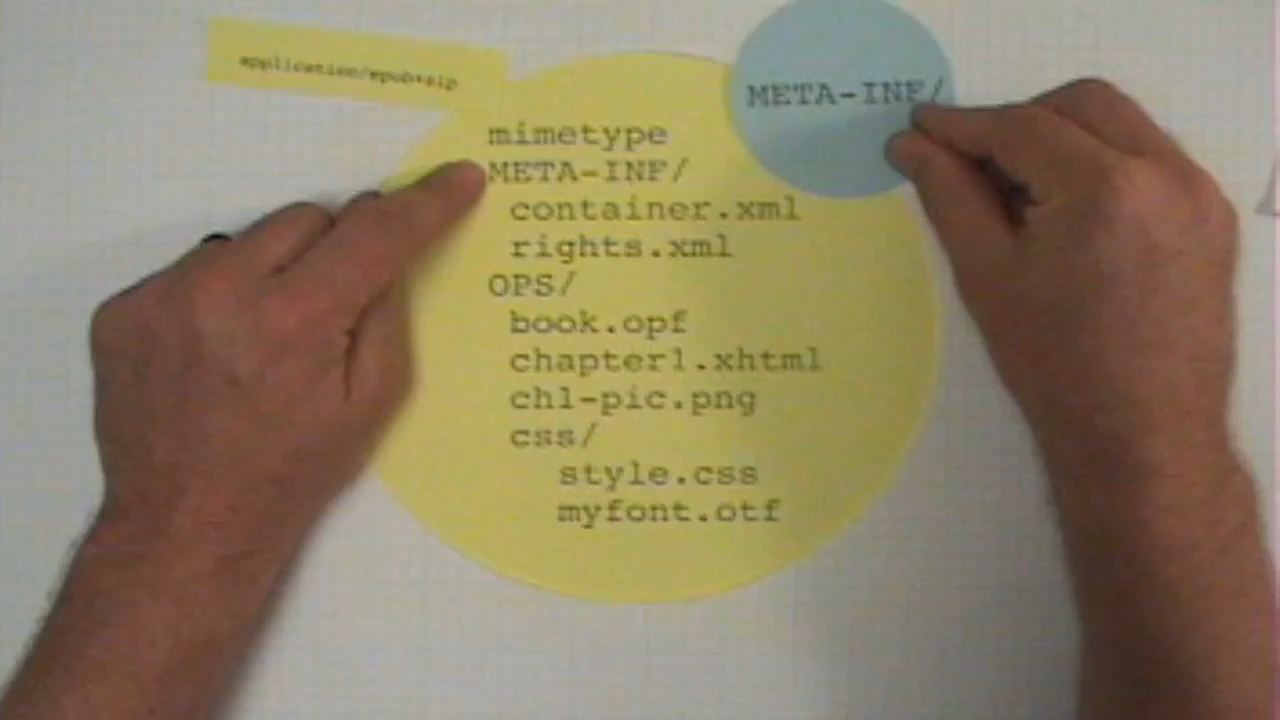 application/epub+zip
META-INF/
mimetype
META-INF/
container.xml
rights.xml
OPS/
book.opf
chapter1.xhtml
ch1-pic.png
css/
style.css
myfont.otf